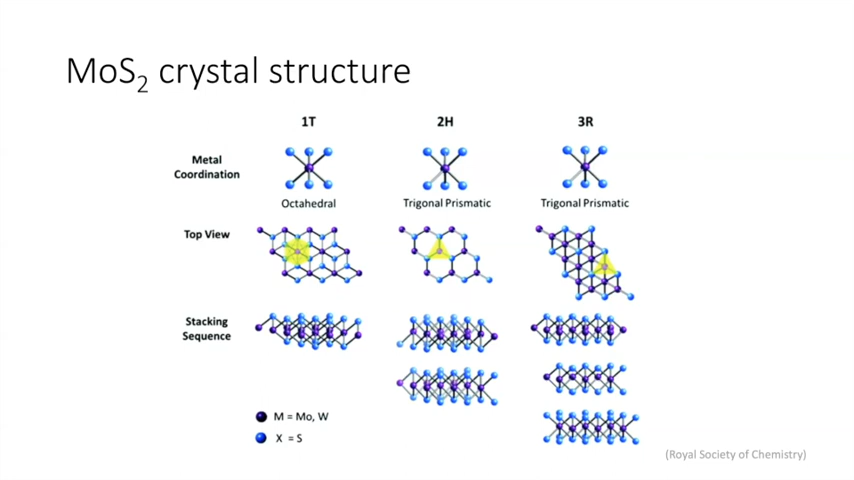 MoS₂ crystal structure
1T 2H 3R
Metal
Coordination
Octahedral Trigonal Prismatic Trigonal Prismatic
Top View
Stacking
Sequence
M = Mo, W
X = S
(Royal Society of Chemistry)